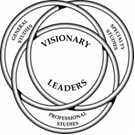 GENERAL
STUDIES
SPECIALTY
STUDIES
VISIONARY
LEADERS
PROFESSIONAL
STUDIES